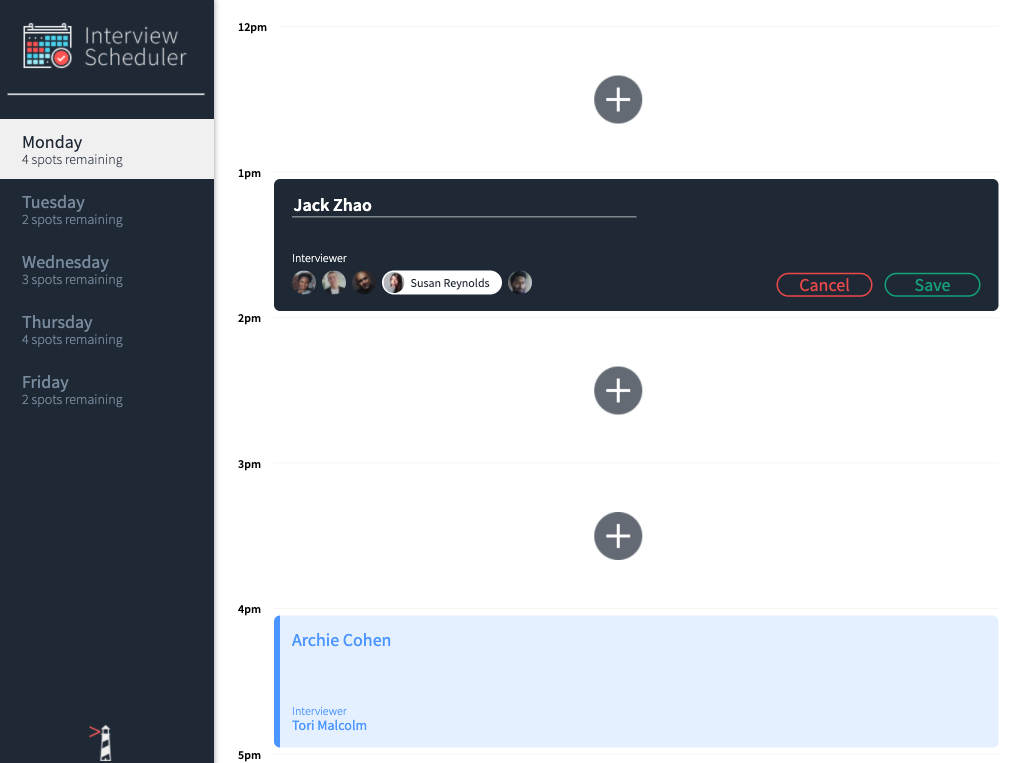 Interview
Scheduler
Monday
4 spots remaining
Tuesday
2 spots remaining
Wednesday
3 spots remaining
Thursday
4 spots remaining
Friday
2 spots remaining
>
12pm
1pm
Jack Zhao
Interviewer
Susan Reynolds
Cancel Save
2pm
3pm
4pm
Archie Cohen
Interviewer
Tori Malcolm
5pm